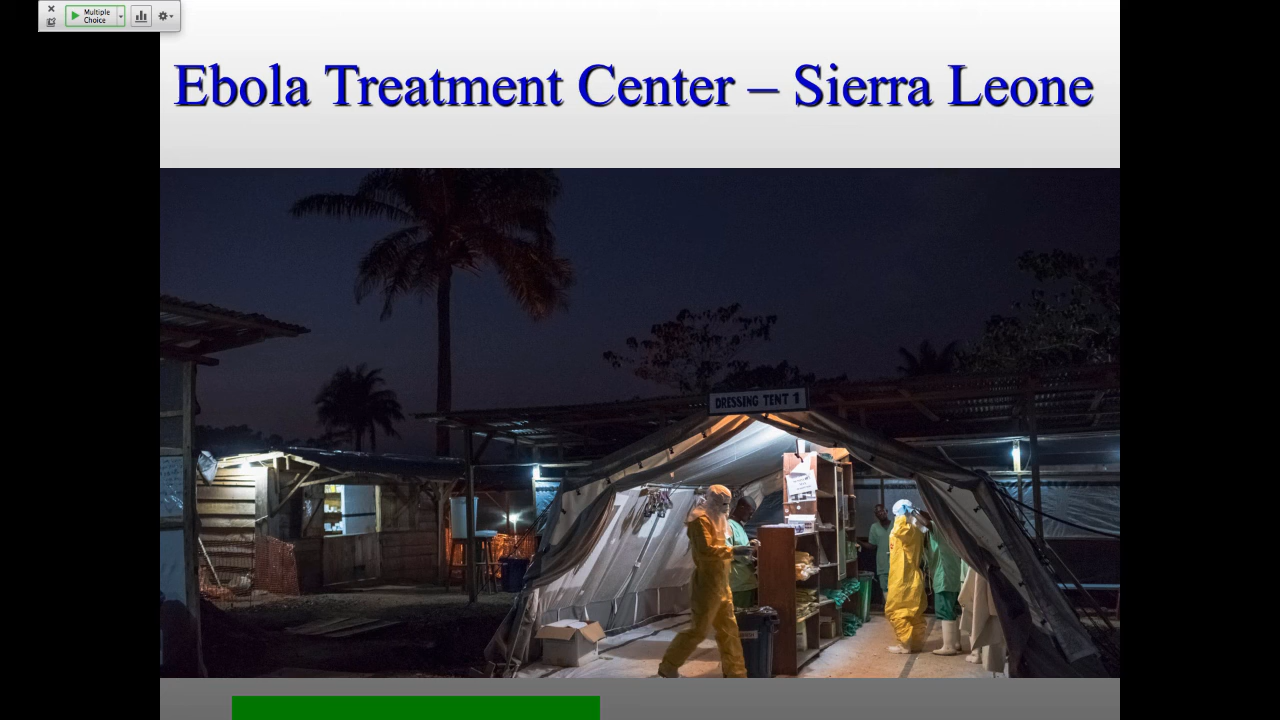 Multiple
Choice
Ebola Treatment Center – Sierra Leone
DRESSING TENT 1